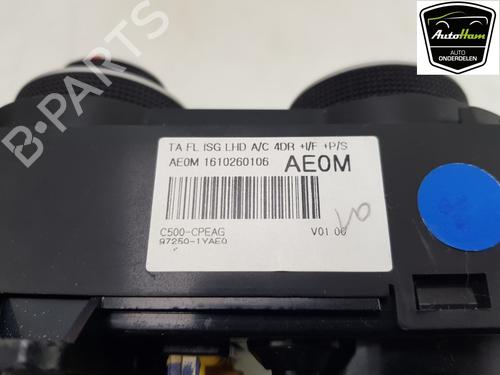 AutoHam
AUTO
ONDERDELEN
B-PARTS
TA FL ISG LHD A/C 4DR +I/F +P/S
AE0M 1610260106 AE0M
C500-CPEAG V01.00
97250-1YAE0